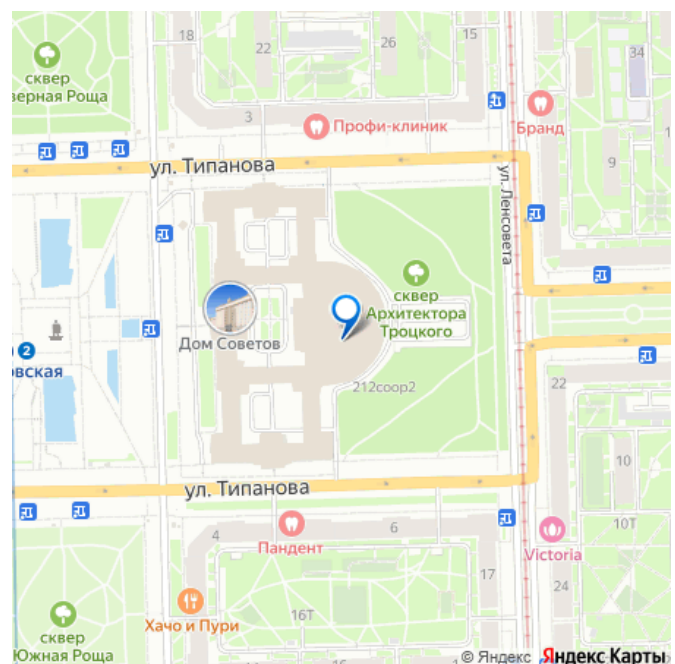 18
22
26
15
34
сквер
верная Роща
3
Профи-клиник
Бранд
ул. Типанова
9
ул. Ленсовета
сквер
Архитектора
Троцкого
Дом Советов
2
овская
212соор2
22
10
ул. Типанова
4
6
Пандент
10Т
Victoria
17
24
16Т
Хачо и Пури
сквер
Южная Роща
© Яндекс Яндекс Карты